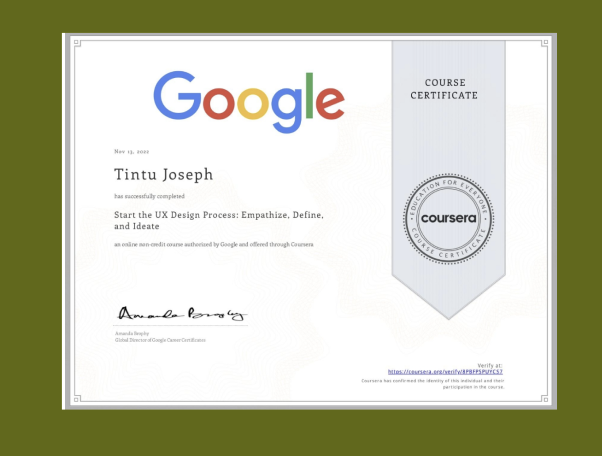 Google
COURSE
CERTIFICATE
Nov 13, 2022
Tintu Joseph
has successfully completed
Start the UX Design Process: Empathize, Define,
and Ideate
an online non-credit course authorized by Google and offered through Coursera
EDUCATION FOR EVERYONE
coursera
COURSE CERTIFICATE
Amanda Brophy
Global Director of Google Career Certificates
Verify at:
https://coursera.org/verify/
Coursera has confirmed the identity of this individual and their
participation in the course.